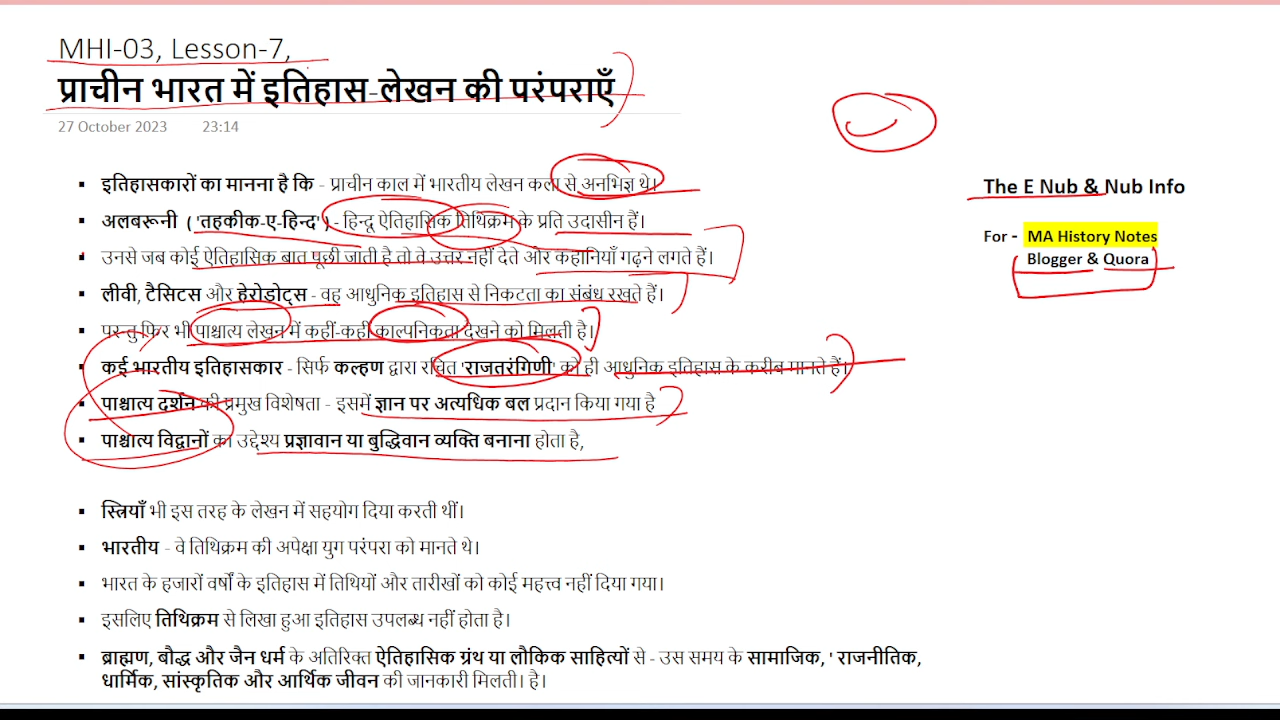 MHI-03, Lesson-7,
प्राचीन भारत में इतिहास-लेखन की परंपराएँ
27 October 2023 23:14
▪ इतिहासकारों का मानना है कि - प्राचीन काल में भारतीय लेखन कला से अनभिज्ञ थे।
▪ अलबरूनी ( 'तहकीक-ए-हिन्द' ) - हिन्दू ऐतिहासिक तिथिक्रम के प्रति उदासीन हैं।
▪ उनसे जब कोई ऐतिहासिक बात पूछी जाती है तो वे उत्तर नहीं देते और कहानियाँ गढ़ने लगते हैं।
▪ लीवी, टैसिटस और हेरोडोट्स - वह आधुनिक इतिहास से निकटता का संबंध रखते हैं।
▪ परन्तु फिर भी पाश्चात्य लेखन में कहीं-कहीं काल्पनिकता देखने को मिलती है।
▪ कई भारतीय इतिहासकार - सिर्फ कल्हण द्वारा रचित 'राजतरंगिणी' को ही आधुनिक इतिहास के करीब मानते हैं।
▪ पाश्चात्य दर्शन की प्रमुख विशेषता - इसमें ज्ञान पर अत्यधिक बल प्रदान किया गया है
▪ पाश्चात्य विद्वानों का उद्देश्य प्रज्ञावान या बुद्धिवान व्यक्ति बनाना होता है,
▪ स्त्रियाँ भी इस तरह के लेखन में सहयोग दिया करती थीं।
▪ भारतीय - वे तिथिक्रम की अपेक्षा युग परंपरा को मानते थे।
▪ भारत के हजारों वर्षों के इतिहास में तिथियों और तारीखों को कोई महत्त्व नहीं दिया गया।
▪ इसलिए तिथिक्रम से लिखा हुआ इतिहास उपलब्ध नहीं होता है।
▪ ब्राह्मण, बौद्ध और जैन धर्म के अतिरिक्त ऐतिहासिक ग्रंथ या लौकिक साहित्यों से - उस समय के सामाजिक, ' राजनीतिक,
धार्मिक, सांस्कृतिक और आर्थिक जीवन की जानकारी मिलती। है।
The E Nub & Nub Info
For - MA History Notes
Blogger & Quora